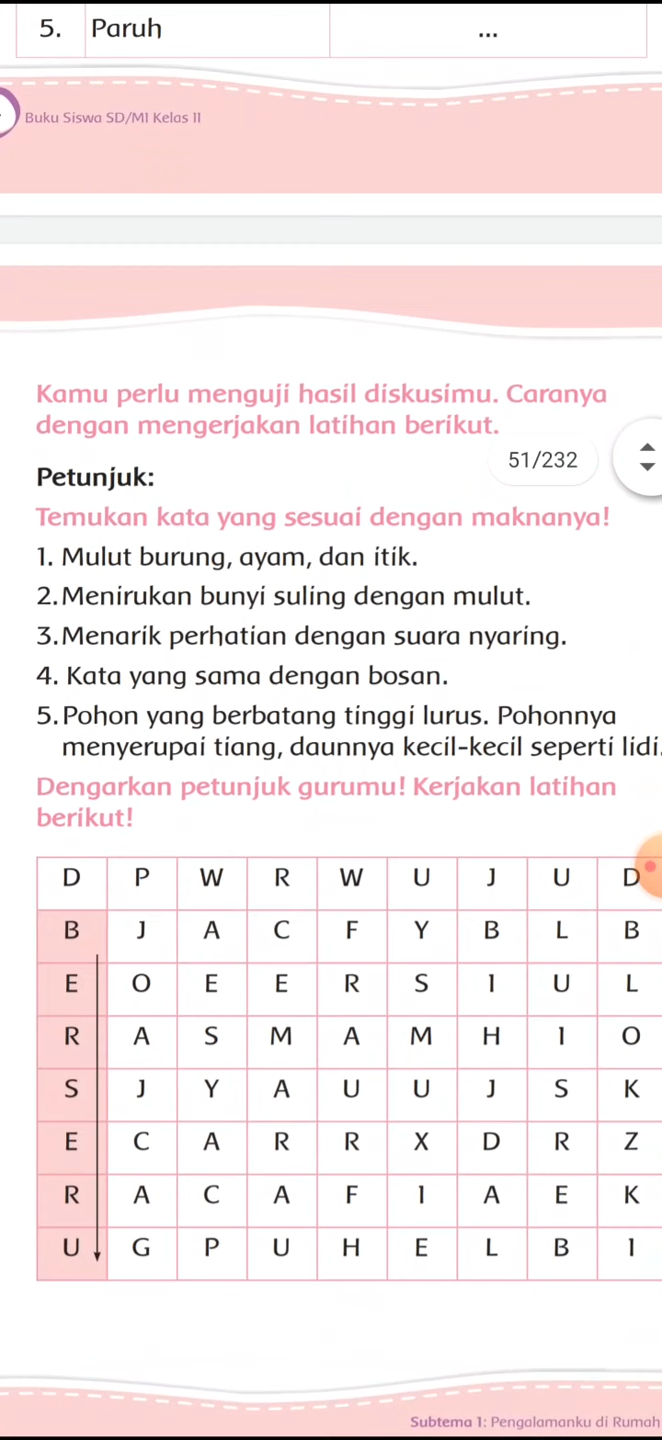 5. Paruh ...
Buku Siswa SD/MI Kelas II
Kamu perlu menguji hasil diskusimu. Caranya
dengan mengerjakan latihan berikut.
51/232
Petunjuk:
Temukan kata yang sesuai dengan maknanya!
1. Mulut burung, ayam, dan itik.
2. Menirukan bunyi suling dengan mulut.
3. Menarik perhatian dengan suara nyaring.
4. Kata yang sama dengan bosan.
5. Pohon yang berbatang tinggi lurus. Pohonnya
menyerupai tiang, daunnya kecil-kecil seperti lidi.
Dengarkan petunjuk gurumu! Kerjakan latihan
berikut!
D P W R W U J U D
B J A C F Y B L B
E O E E R S I U L
R A S M A M H I O
S J Y A U U J S K
E C A R R X D R Z
R A C A F I A E K
U G P U H E L B I
Subtema 1: Pengalamanku di Rumah